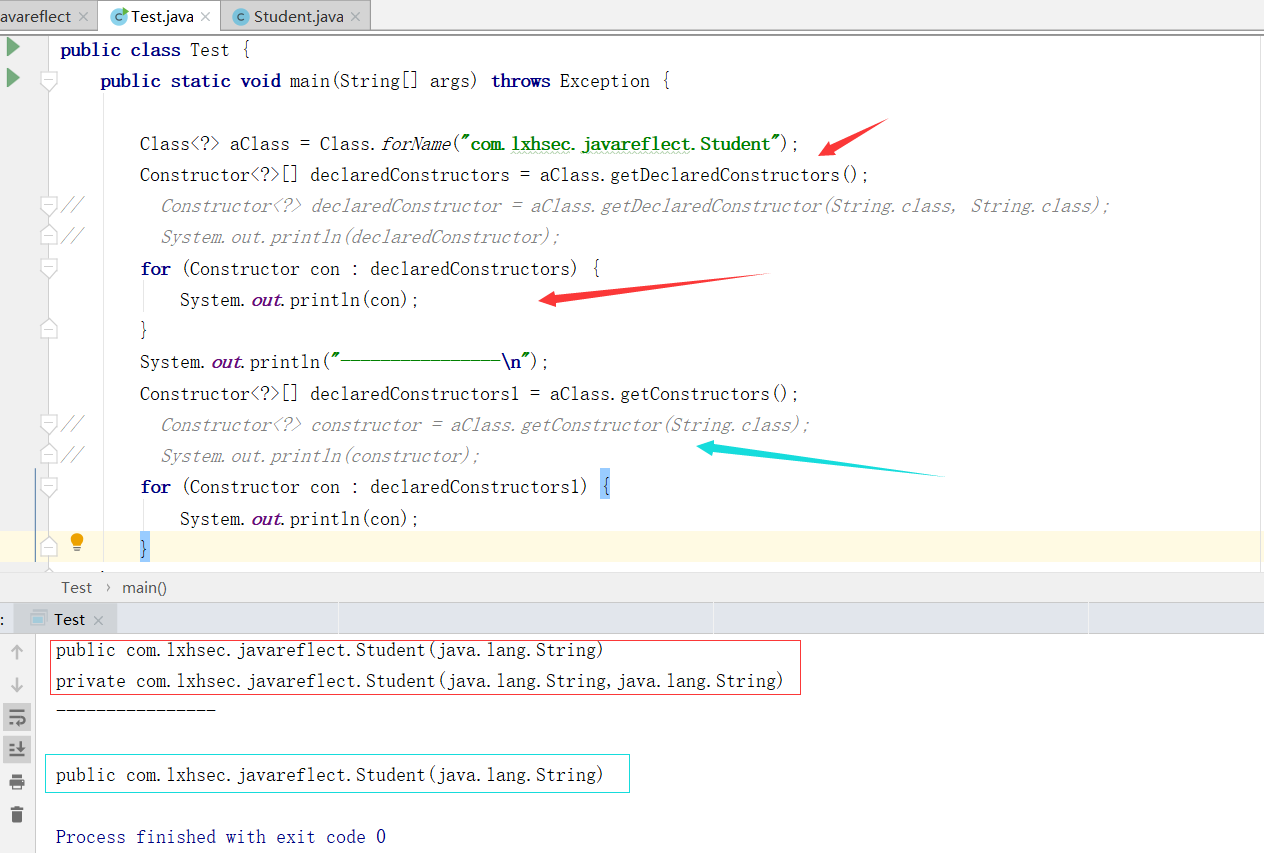 avareflect × Test.java × Student.java ×
public class Test {
public static void main(String[] args) throws Exception {
Class<?> aClass = Class.forName("com.lxhsec.javareflect.Student");
Constructor<?>[] declaredConstructors = aClass.getDeclaredConstructors();
// Constructor<?> declaredConstructor = aClass.getDeclaredConstructor(String.class, String.class);
// System.out.println(declaredConstructor);
for (Constructor con : declaredConstructors) {
System.out.println(con);
}
System.out.println("----------------\n");
Constructor<?>[] declaredConstructors1 = aClass.getConstructors();
// Constructor<?> constructor = aClass.getConstructor(String.class);
// System.out.println(constructor);
for (Constructor con : declaredConstructors1) {
System.out.println(con);
}
Test › main()
: Test ×
public com.lxhsec.javareflect.Student(java.lang.String)
private com.lxhsec.javareflect.Student(java.lang.String,java.lang.String)
----------------
public com.lxhsec.javareflect.Student(java.lang.String)
Process finished with exit code 0